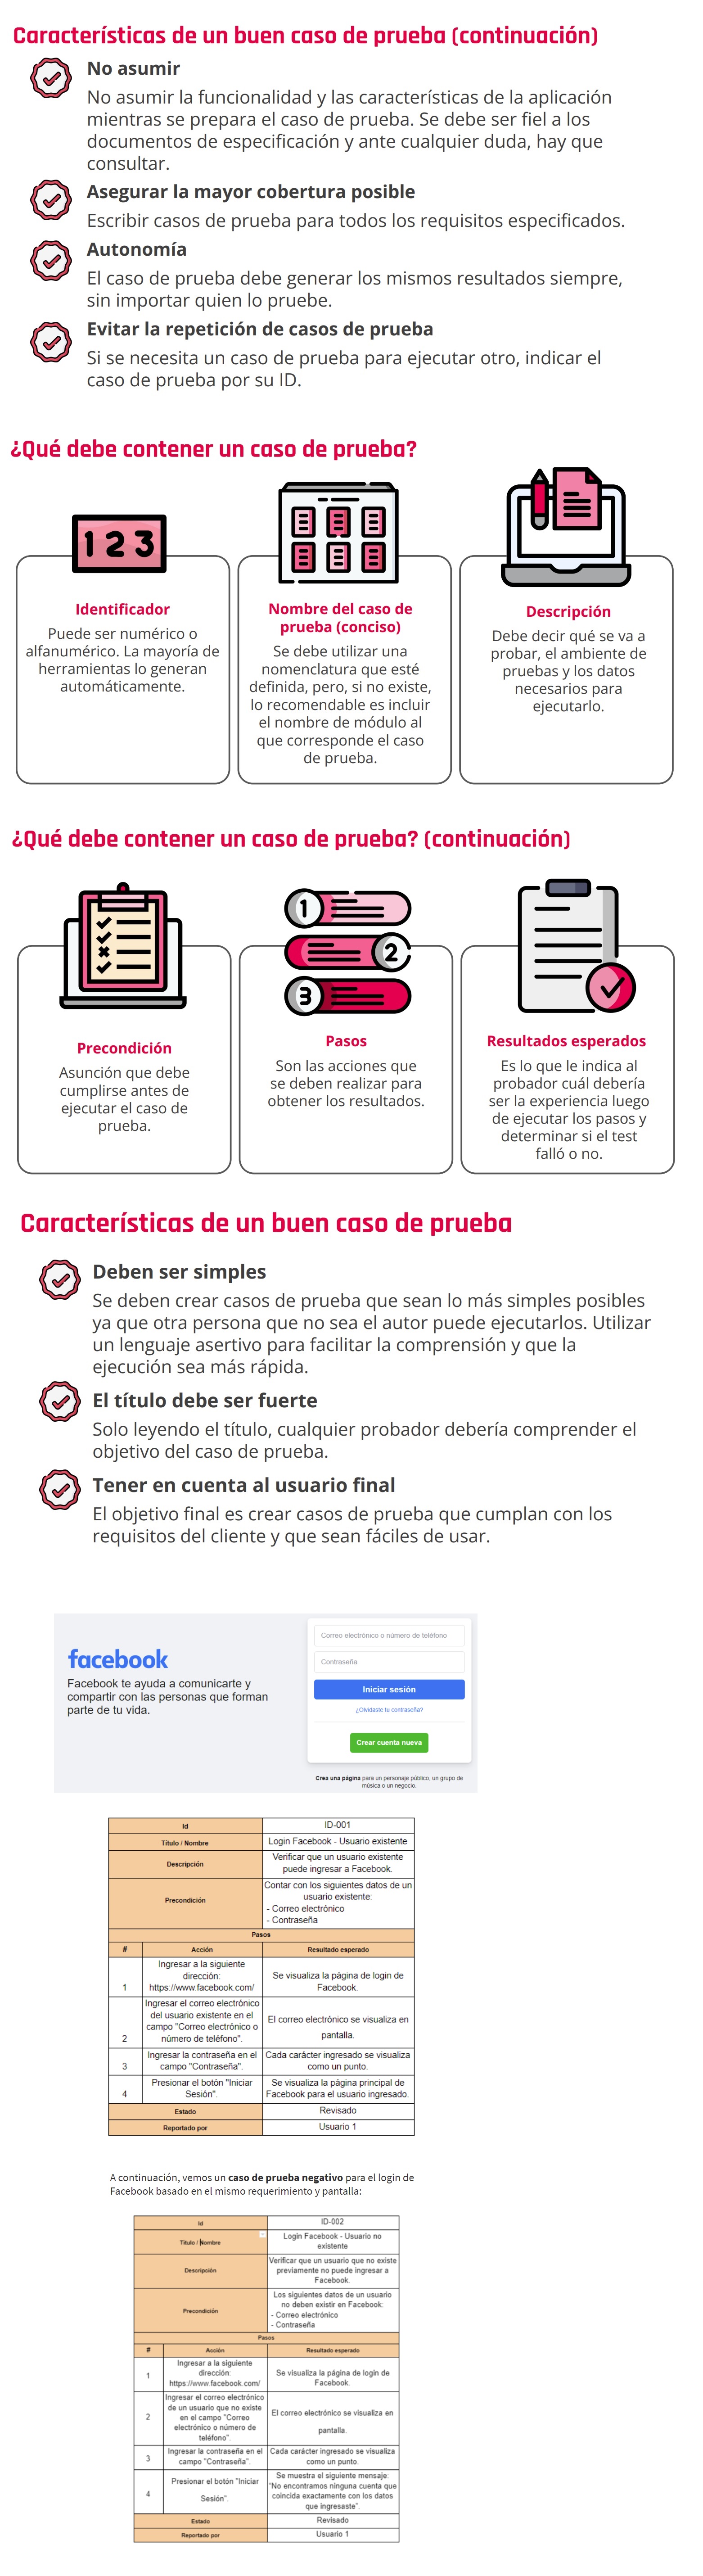 Características de un buen caso de prueba (continuación)
No asumir
No asumir la funcionalidad y las características de la aplicación
mientras se prepara el caso de prueba. Se debe ser fiel a los
documentos de especificación y ante cualquier duda, hay que
consultar.
Asegurar la mayor cobertura posible
Escribir casos de prueba para todos los requisitos especificados.
Autonomía
El caso de prueba debe generar los mismos resultados siempre,
sin importar quien lo pruebe.
Evitar la repetición de casos de prueba
Si se necesita un caso de prueba para ejecutar otro, indicar el
caso de prueba por su ID.
¿Qué debe contener un caso de prueba?
1 2 3
Identificador
Puede ser numérico o
alfanumérico. La mayoría de
herramientas lo generan
automáticamente.
Nombre del caso de
prueba (conciso)
Se debe utilizar una
nomenclatura que esté
definida, pero, si no existe,
lo recomendable es incluir
el nombre de módulo al
que corresponde el caso
de prueba.
Descripción
Debe decir qué se va a
probar, el ambiente de
pruebas y los datos
necesarios para
ejecutarlo.
¿Qué debe contener un caso de prueba? (continuación)
Precondición
Asunción que debe
cumplirse antes de
ejecutar el caso de
prueba.
1
2
3
Pasos
Son las acciones que
se deben realizar para
obtener los resultados.
Resultados esperados
Es lo que le indica al
probador cuál debería
ser la experiencia luego
de ejecutar los pasos y
determinar si el test
falló o no.
Características de un buen caso de prueba
Deben ser simples
Se deben crear casos de prueba que sean lo más simples posibles
ya que otra persona que no sea el autor puede ejecutarlos. Utilizar
un lenguaje asertivo para facilitar la comprensión y que la
ejecución sea más rápida.
El título debe ser fuerte
Solo leyendo el título, cualquier probador debería comprender el
objetivo del caso de prueba.
Tener en cuenta al usuario final
El objetivo final es crear casos de prueba que cumplan con los
requisitos del cliente y que sean fáciles de usar.
facebook
Facebook te ayuda a comunicarte y
compartir con las personas que forman
parte de tu vida.
Correo electrónico o número de teléfono
Contraseña
Iniciar sesión
¿Olvidaste tu contraseña?
Crear cuenta nueva
Crea una página para un personaje público, un grupo de
música o un negocio.
Id
ID-001
Título / Nombre
Login Facebook - Usuario existente
Descripción
Verificar que un usuario existente
puede ingresar a Facebook.
Precondición
Contar con los siguientes datos de un
usuario existente:
- Correo electrónico
- Contraseña
Pasos
# Acción Resultado esperado
1
Ingresar a la siguiente
dirección:
https://www.facebook.com/
Se visualiza la página de login de
Facebook.
2
Ingresar el correo electrónico
del usuario existente en el
campo "Correo electrónico o
número de teléfono".
El correo electrónico se visualiza en
pantalla.
3
Ingresar la contraseña en el
campo "Contraseña".
Cada carácter ingresado se visualiza
como un punto.
4
Presionar el botón "Iniciar
Sesión".
Se visualiza la página principal de
Facebook para el usuario ingresado.
Estado
Revisado
Reportado por
Usuario 1
A continuación, vemos un caso de prueba negativo para el login de
Facebook basado en el mismo requerimiento y pantalla:
Id
ID-002
Título / Nombre
Login Facebook - Usuario no
existente
Descripción
Verificar que un usuario que no existe
previamente no puede ingresar a
Facebook.
Precondición
Los siguientes datos de un usuario
no deben existir en Facebook:
- Correo electrónico
- Contraseña
Pasos
# Acción Resultado esperado
1
Ingresar a la siguiente
dirección:
https://www.facebook.com/
Se visualiza la página de login de
Facebook.
2
Ingresar el correo electrónico
de un usuario que no existe
en el campo "Correo
electrónico o número de
teléfono".
El correo electrónico se visualiza en
pantalla.
3
Ingresar la contraseña en el
campo "Contraseña".
Cada carácter ingresado se visualiza
como un punto.
4
Presionar el botón "Iniciar
Sesión".
Se muestra el siguiente mensaje:
"No encontramos ninguna cuenta que
coincida exactamente con los datos
que ingresaste".
Estado
Revisado
Reportado por
Usuario 1